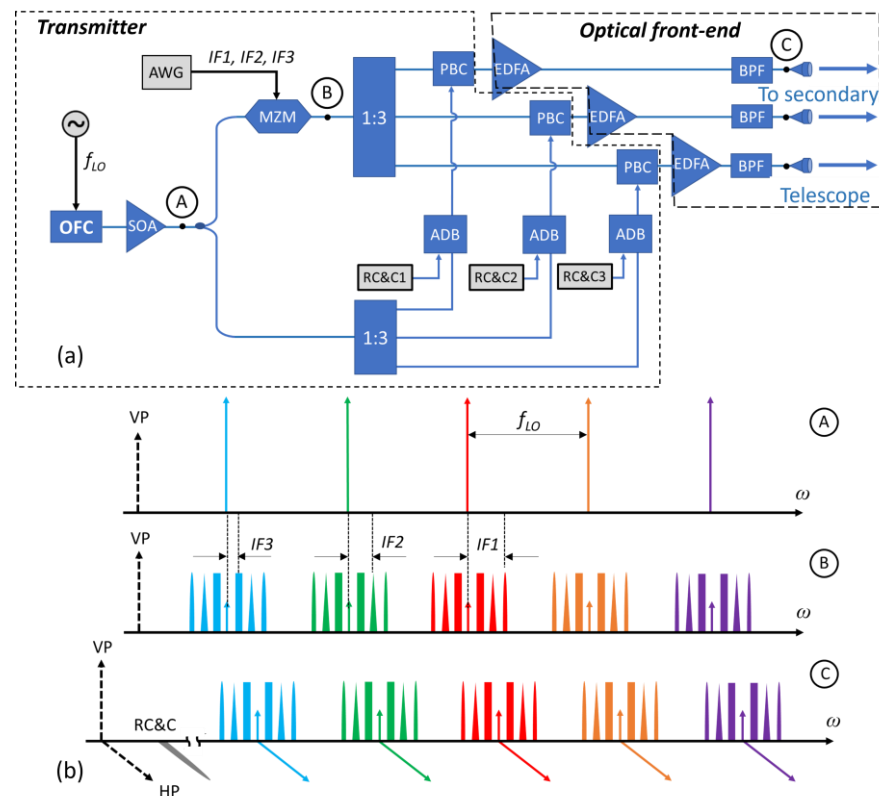 Transmitter
Optical front-end
AWG
IF1, IF2, IF3
B
C
MZM
1:3
PBC
EDFA
BPF
To secondary
PBC
EDFA
BPF
PBC
EDFA
BPF
Telescope
f_LO
A
OFC
SOA
ADB
ADB
ADB
RC&C1
RC&C2
RC&C3
1:3
(a)
VP
f_LO
A
ω
VP
IF3
IF2
IF1
B
ω
VP
RC&C
C
ω
(b)
HP